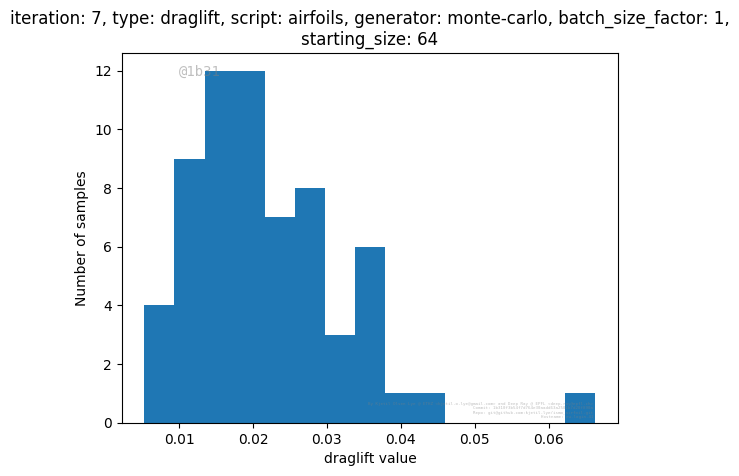 iteration: 7, type: draglift, script: airfoils, generator: monte-carlo, batch_size_factor: 1,
starting_size: 64
@1b31
12
10
8
6
4
2
0
Number of samples
0.01 0.02 0.03 0.04 0.05 0.06
draglift value